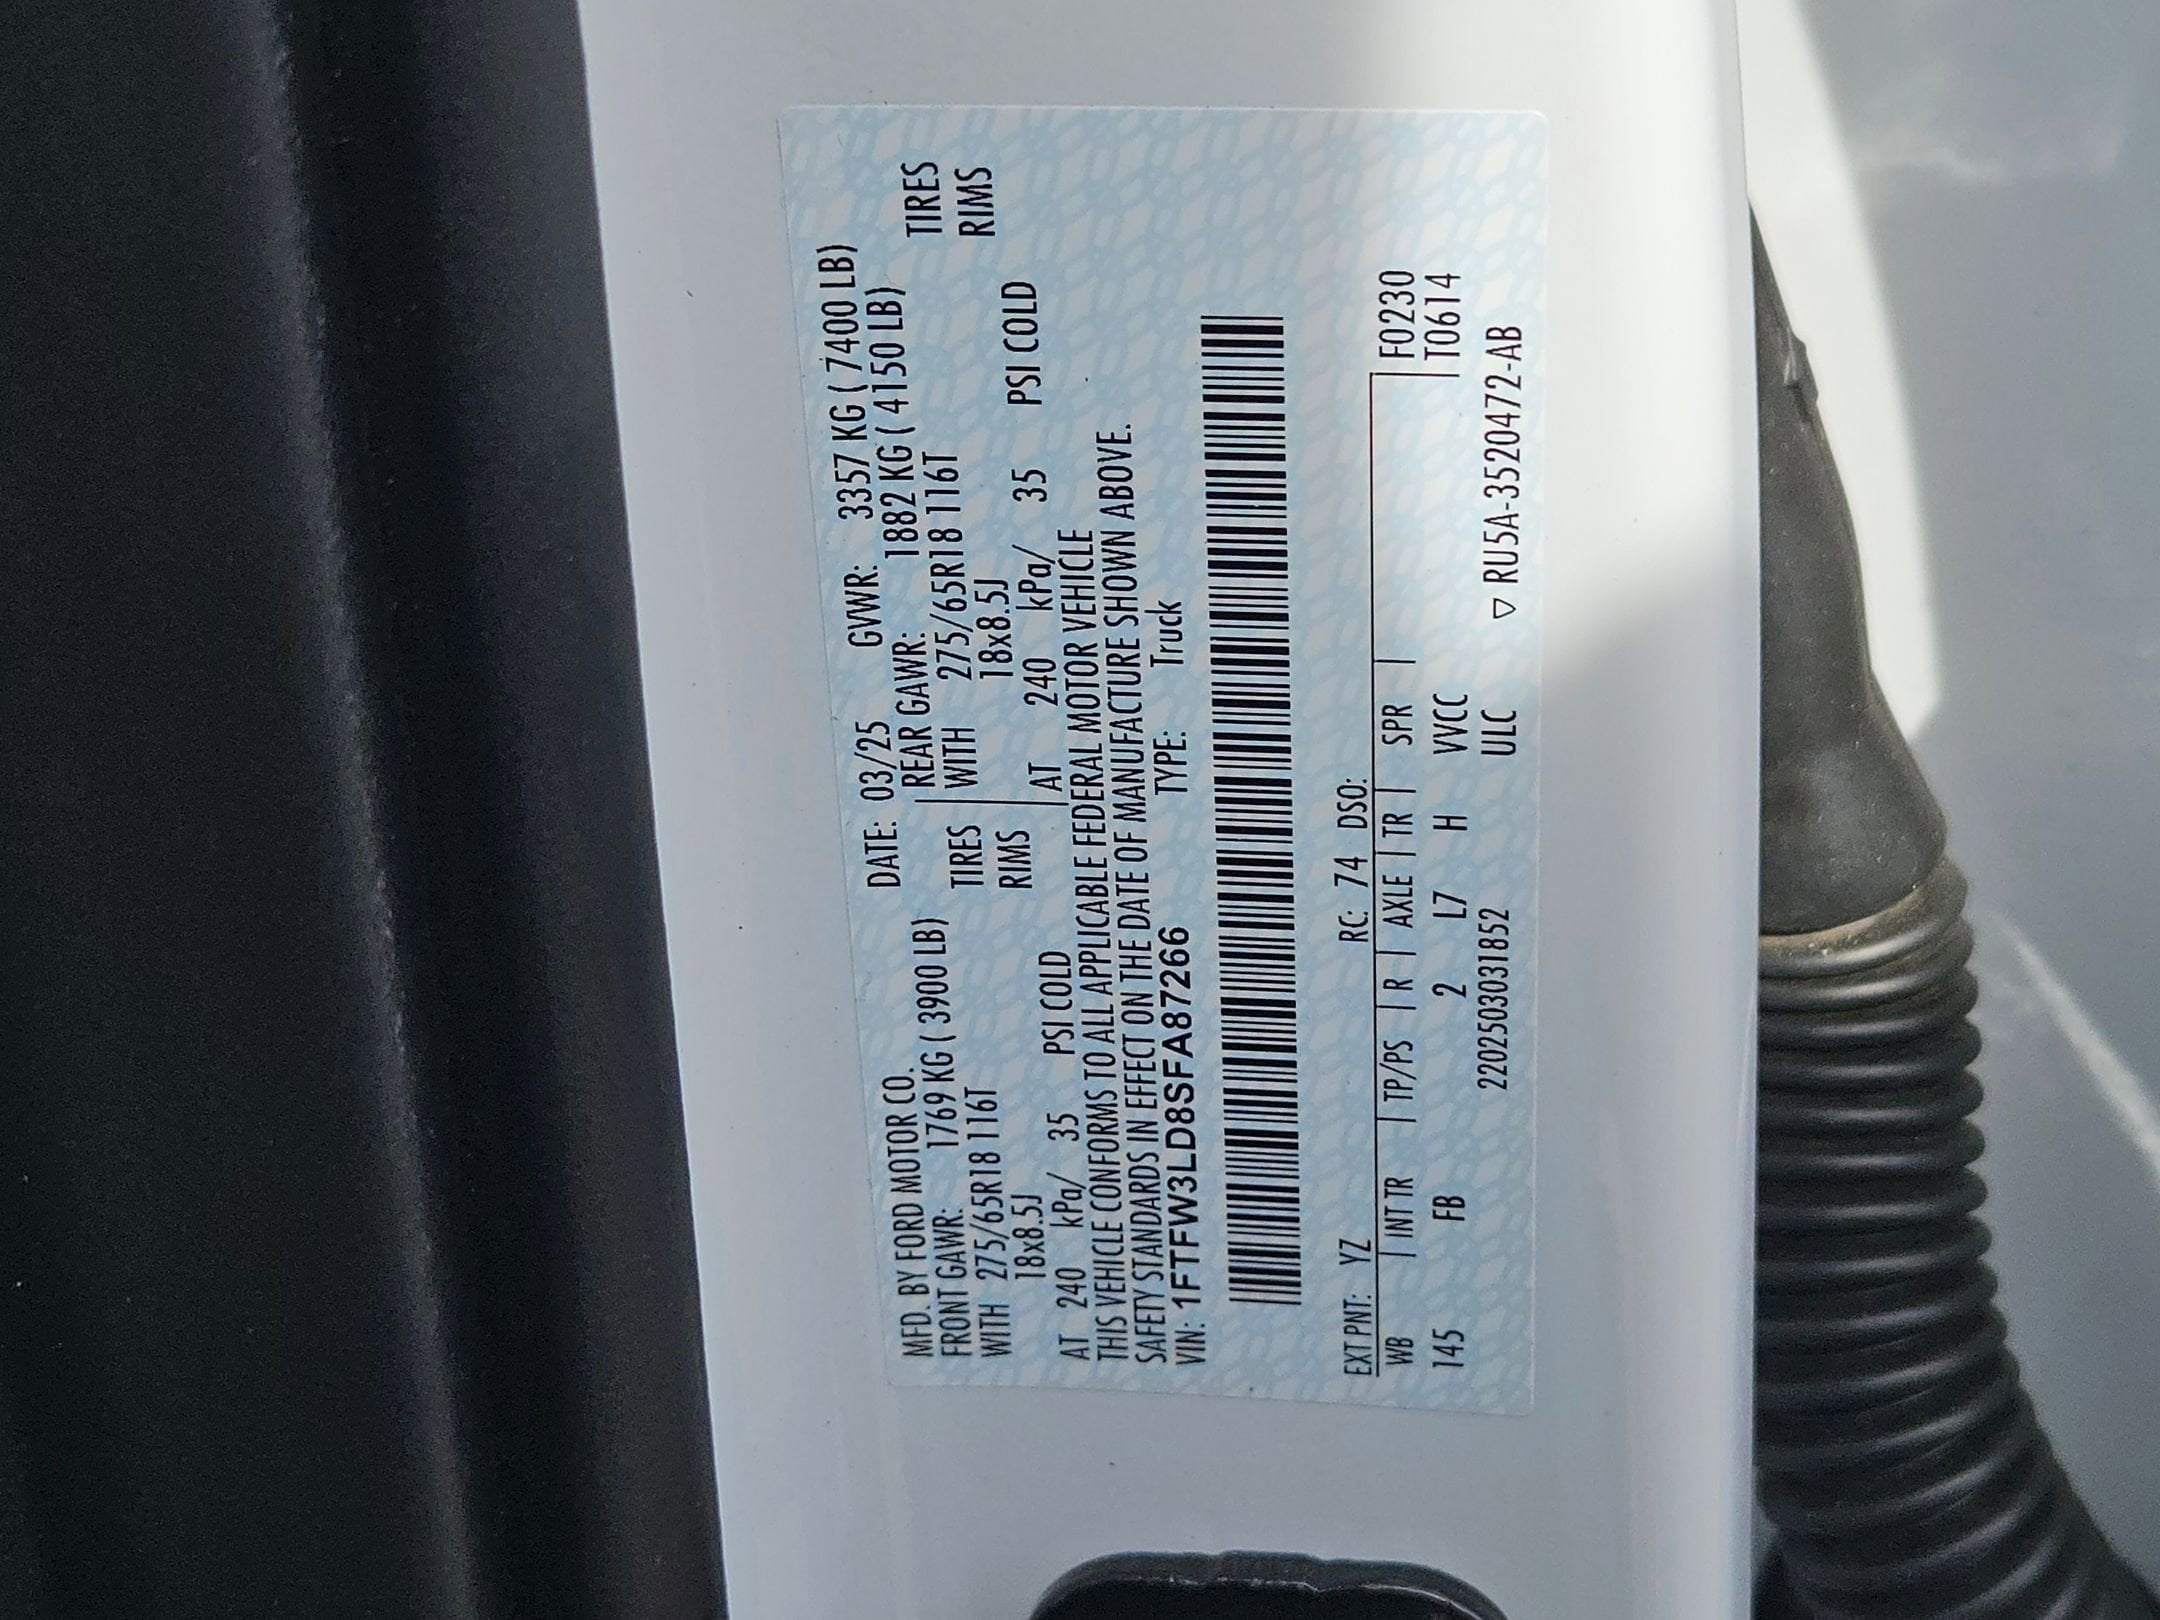 MFD. BY FORD MOTOR CO. DATE: 03/25 GVWR: 3357 KG ( 7400 LB)
FRONT GAWR: 1769 KG ( 3900 LB) REAR GAWR: 1882 KG ( 4150 LB)
WITH 275/65R18 116T TIRES WITH 275/65R18 116T TIRES
18x8.5J RIMS 18x8.5J RIMS
AT 240 kPa/ 35 PSI COLD AT 240 kPa/ 35 PSI COLD
THIS VEHICLE CONFORMS TO ALL APPLICABLE FEDERAL MOTOR VEHICLE
SAFETY STANDARDS IN EFFECT ON THE DATE OF MANUFACTURE SHOWN ABOVE.
VIN: 1FTFW3LD8SFA87266 TYPE: Truck
EXT PNT: YZ RC: 74 DSO:
WB | INT TR | TP/PS | R | AXLE | TR | SPR | F0230
145 FB 2 L7 H VVCC T0614
2202503031852 ULC ▽ RU5A-3520472-AB